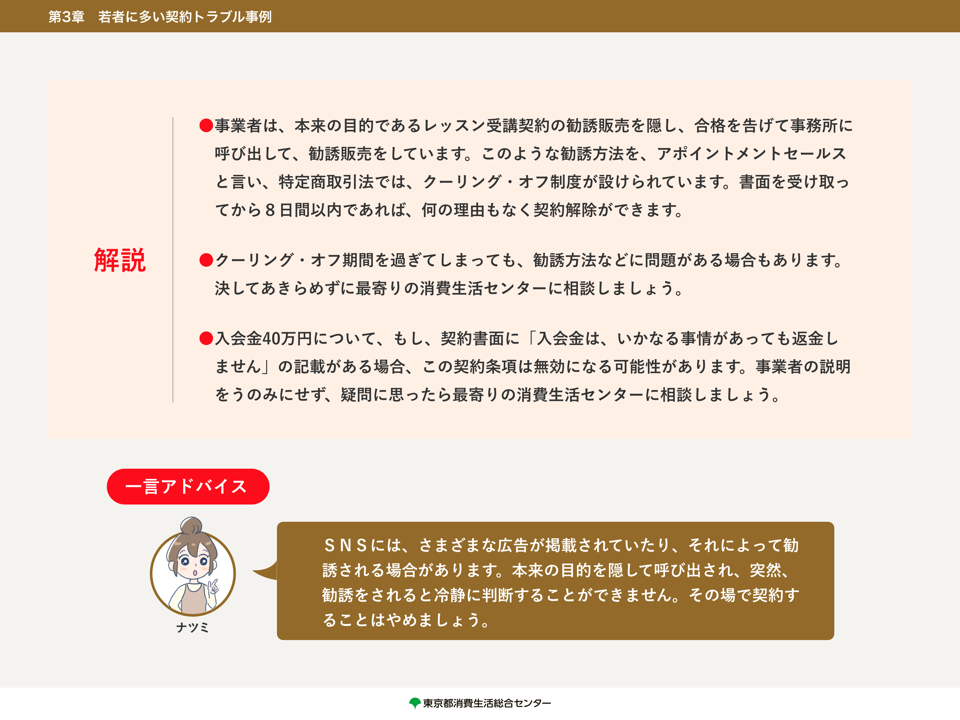 第3章　若者に多い契約トラブル事例
解説
●事業者は、本来の目的であるレッスン受講契約の勧誘販売を隠し、合格を告げて事務所に
呼び出して、勧誘販売をしています。このような勧誘方法を、アポイントメントセールス
と言い、特定商取引法では、クーリング・オフ制度が設けられています。書面を受け取っ
てから８日間以内であれば、何の理由もなく契約解除ができます。
●クーリング・オフ期間を過ぎてしまっても、勧誘方法などに問題がある場合もあります。
決してあきらめずに最寄りの消費生活センターに相談しましょう。
●入会金40万円について、もし、契約書面に「入会金は、いかなる事情があっても返金し
ません」の記載がある場合、この契約条項は無効になる可能性があります。事業者の説明
をうのみにせず、疑問に思ったら最寄りの消費生活センターに相談しましょう。
一言アドバイス
ＳＮＳには、さまざまな広告が掲載されていたり、それによって勧
誘される場合があります。本来の目的を隠して呼び出され、突然、
勧誘をされると冷静に判断することができません。その場で契約す
ることはやめましょう。
ナツミ
東京都消費生活総合センター